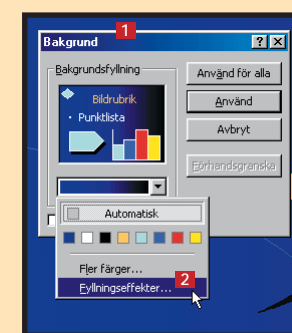 1
Bakgrund
Bakgrundsfyllning
Bildrubrik
• Punktlista
Använd för alla
Använd
Avbryt
Förhandsgranska
Automatisk
Fler färger...
Fyllningseffekter...
2